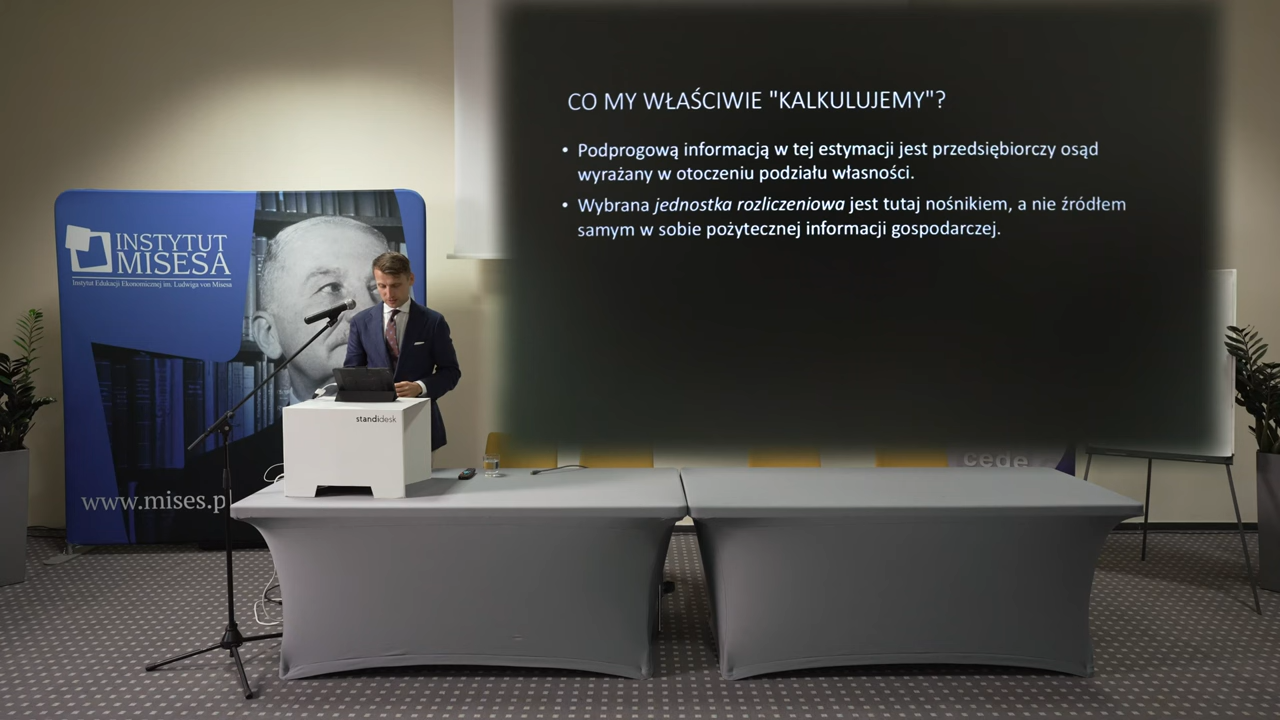 CO MY WŁAŚCIWIE "KALKULUJEMY"?
• Podprogową informacją w tej estymacji jest przedsiębiorczy osąd
wyrażany w otoczeniu podziału własności.
• Wybrana jednostka rozliczeniowa jest tutaj nośnikiem, a nie źródłem
samym w sobie pożytecznej informacji gospodarczej.
INSTYTUT
MISESA
Instytut Edukacji Ekonomicznej im. Ludwiga von Misesa
www.mises.p
standidesk
cede